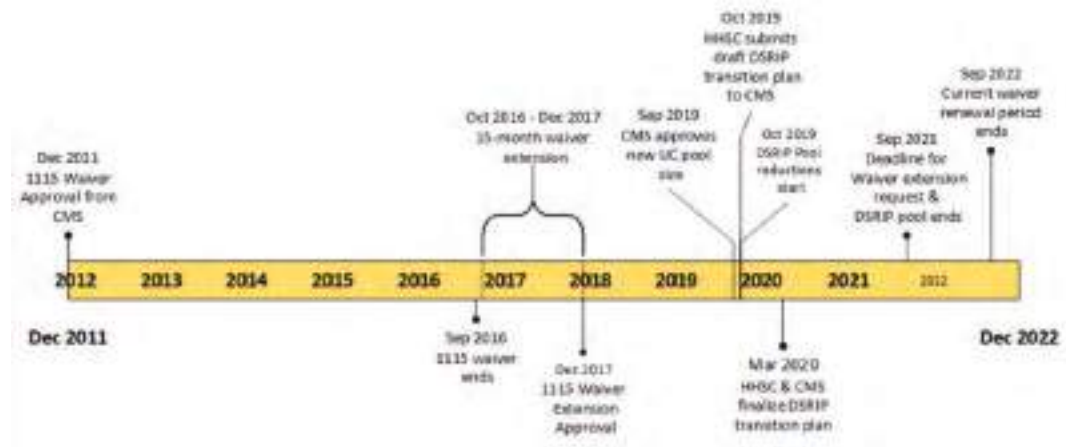 Dec 2011
1115 Waiver
Approval from
CMS
Oct 2016 - Dec 2017
15-month waiver
extension
Sep 2019
CMS approves
new UC pool
size
Oct 2019
HHSC submits
draft DSRIP
transition plan
to CMS
Oct 2019
DSRIP Pool
reductions
start
Sep 2021
Deadline for
Waiver extension
request &
DSRIP pool ends
Sep 2022
Current waiver
renewal period
ends
2012 2013 2014 2015 2016 2017 2018 2019 2020 2021 2012
Dec 2011
Dec 2022
Sep 2016
1115 waiver
ends
Dec 2017
1115 Waiver
Extension
Approval
Mar 2020
HHSC & CMS
finalize DSRIP
transition plan